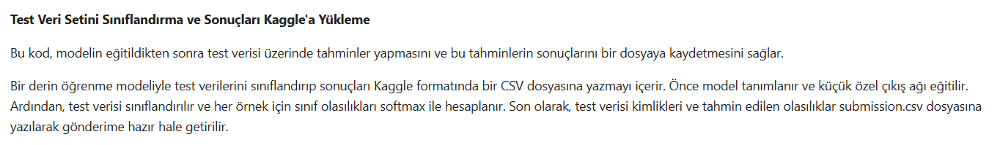 Test Veri Setini Sınıflandırma ve Sonuçları Kaggle'a Yükleme
Bu kod, modelin eğitildikten sonra test verisi üzerinde tahminler yapmasını ve bu tahminlerin sonuçlarını bir dosyaya kaydetmesini sağlar.
Bir derin öğrenme modeliyle test verilerini sınıflandırıp sonuçları Kaggle formatında bir CSV dosyasına yazmayı içerir. Önce model tanımlanır ve küçük özel çıkış ağı eğitilir.
Ardından, test verisi sınıflandırılır ve her örnek için sınıf olasılıkları softmax ile hesaplanır. Son olarak, test verisi kimlikleri ve tahmin edilen olasılıklar submission.csv dosyasına
yazılarak gönderime hazır hale getirilir.